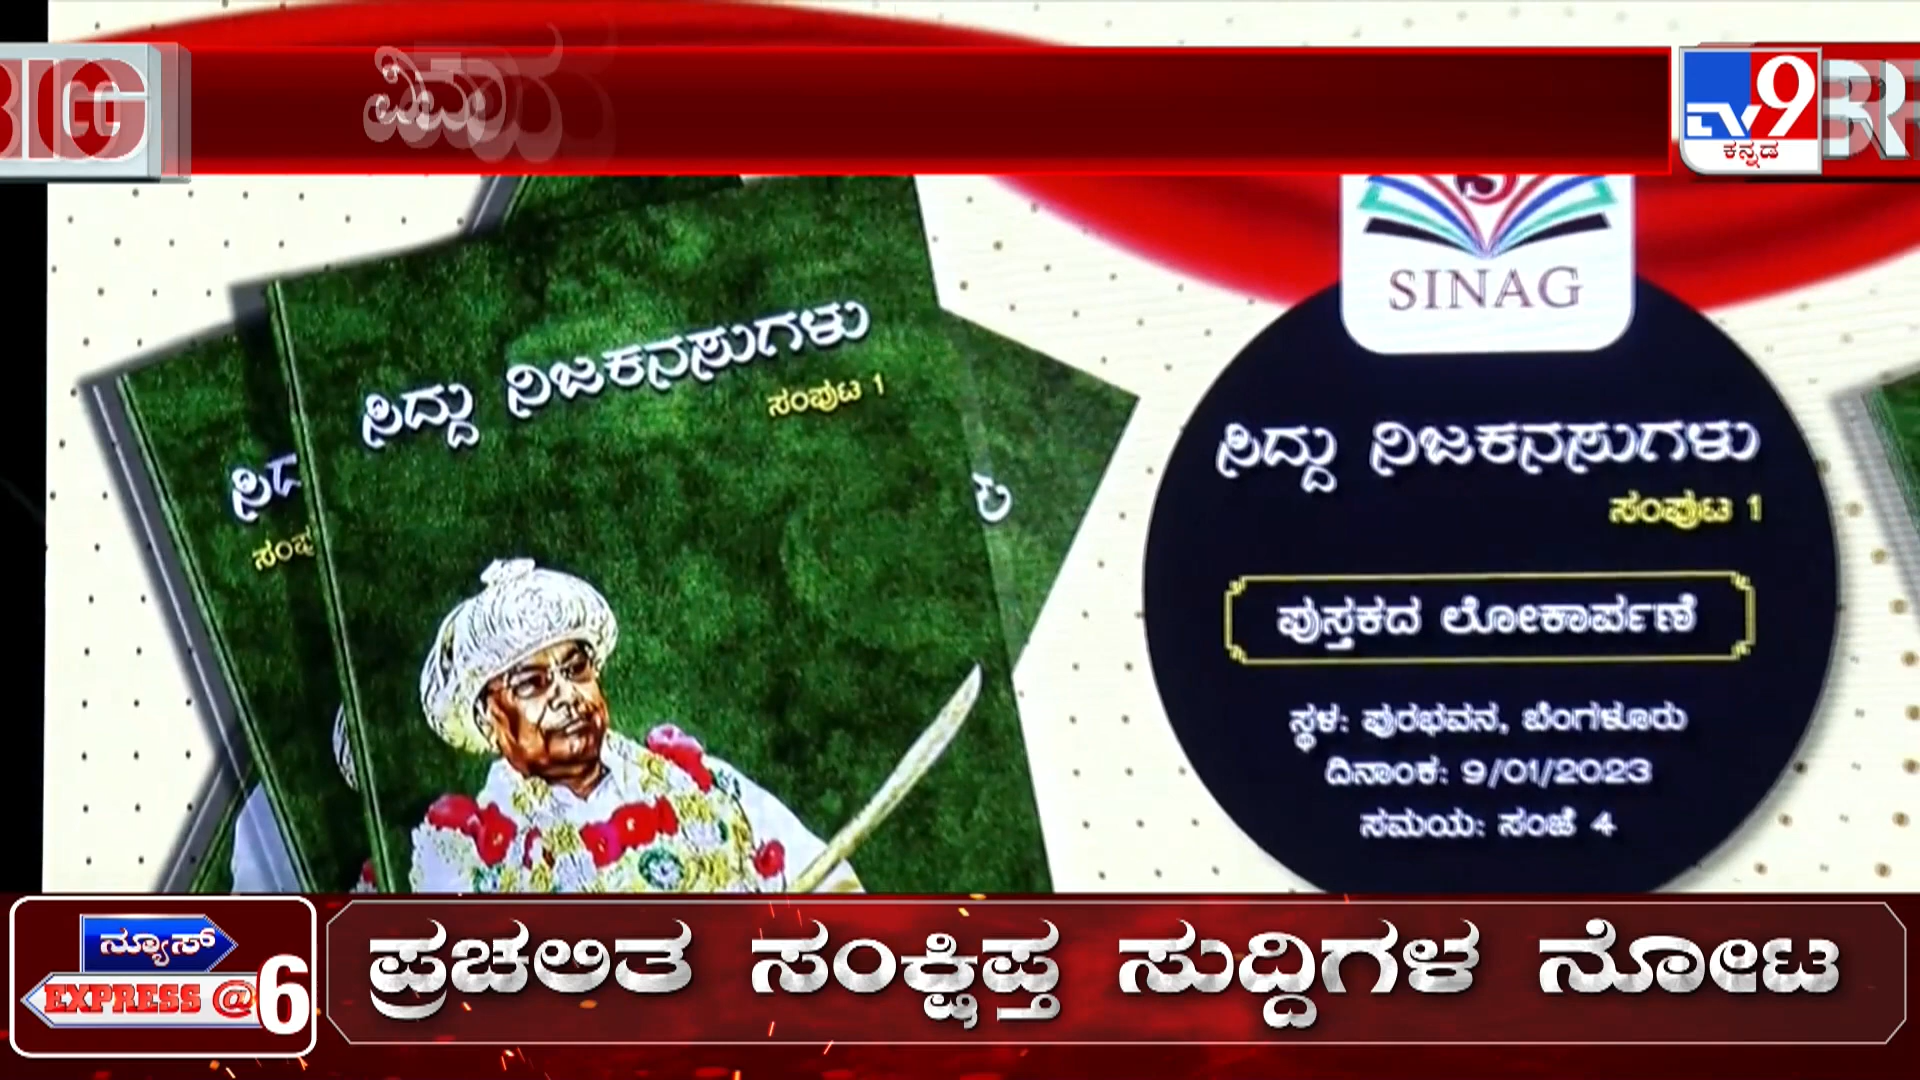 BIG
ವಿವಾದ
TV9
ಕನ್ನಡ
SINAG
ಸಿದ್ದು ನಿಜಕನಸುಗಳು
ಸಂಪುಟ 1
ಸಿದ್ದು ನಿಜಕನಸುಗಳು
ಸಂಪುಟ 1
ಪುಸ್ತಕದ ಲೋಕಾರ್ಪಣೆ
ಸ್ಥಳ: ಪುರಭವನ, ಬೆಂಗಳೂರು
ದಿನಾಂಕ: 9/01/2023
ಸಮಯ: ಸಂಜೆ 4
ನ್ಯೂಸ್
EXPRESS @ 6
ಪ್ರಚಲಿತ ಸಂಕ್ಷಿಪ್ತ ಸುದ್ದಿಗಳ ನೋಟ